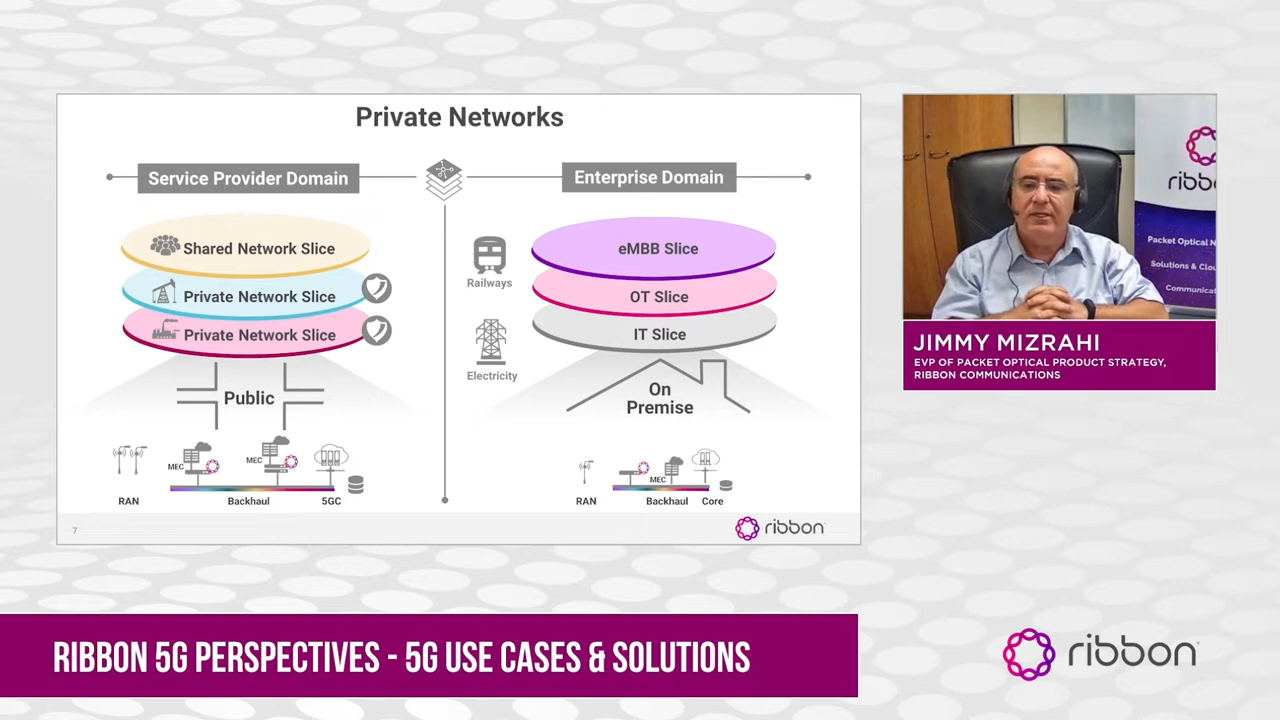 Private Networks
Service Provider Domain
Enterprise Domain
Shared Network Slice
Private Network Slice
Private Network Slice
Public
MEC
MEC
RAN
Backhaul
5GC
Railways
Electricity
eMBB Slice
OT Slice
IT Slice
On
Premise
MEC
RAN
Backhaul
Core
7
ribbon
ribb
Packet Optical N
Solutions & Clou
Communicat
JIMMY MIZRAHI
EVP OF PACKET OPTICAL PRODUCT STRATEGY,
RIBBON COMMUNICATIONS
RIBBON 5G PERSPECTIVES - 5G USE CASES & SOLUTIONS
ribbon